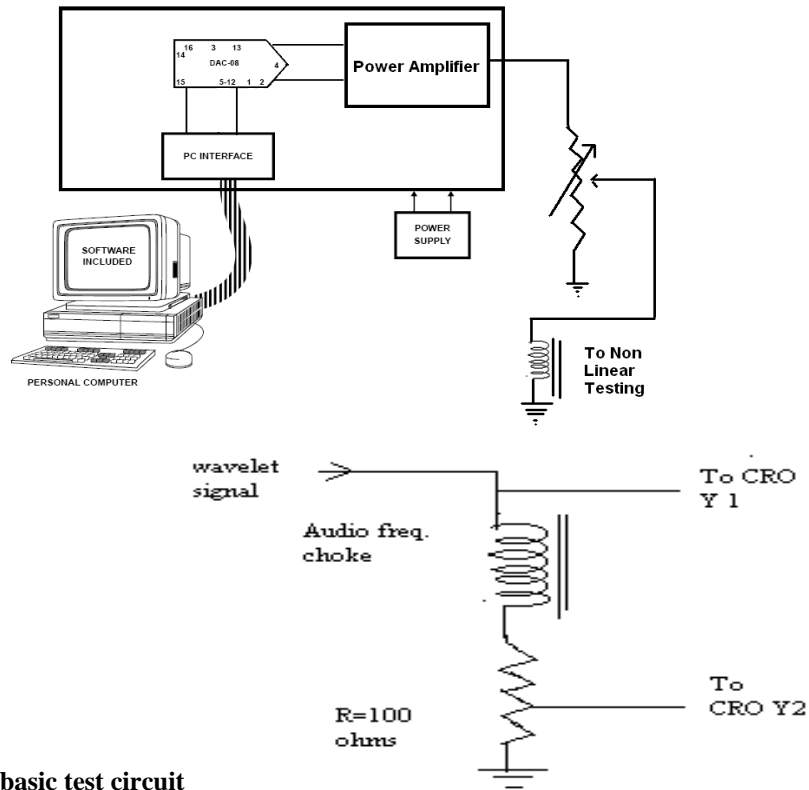 16 3 13
14
DAC-08
4
15 5-12 1 2
Power Amplifier
PC INTERFACE
POWER
SUPPLY
SOFTWARE
INCLUDED
PERSONAL COMPUTER
To Non
Linear
Testing
wavelet
signal
To CRO
Y 1
Audio freq.
choke
To
CRO Y2
R=100
ohms
basic test circuit